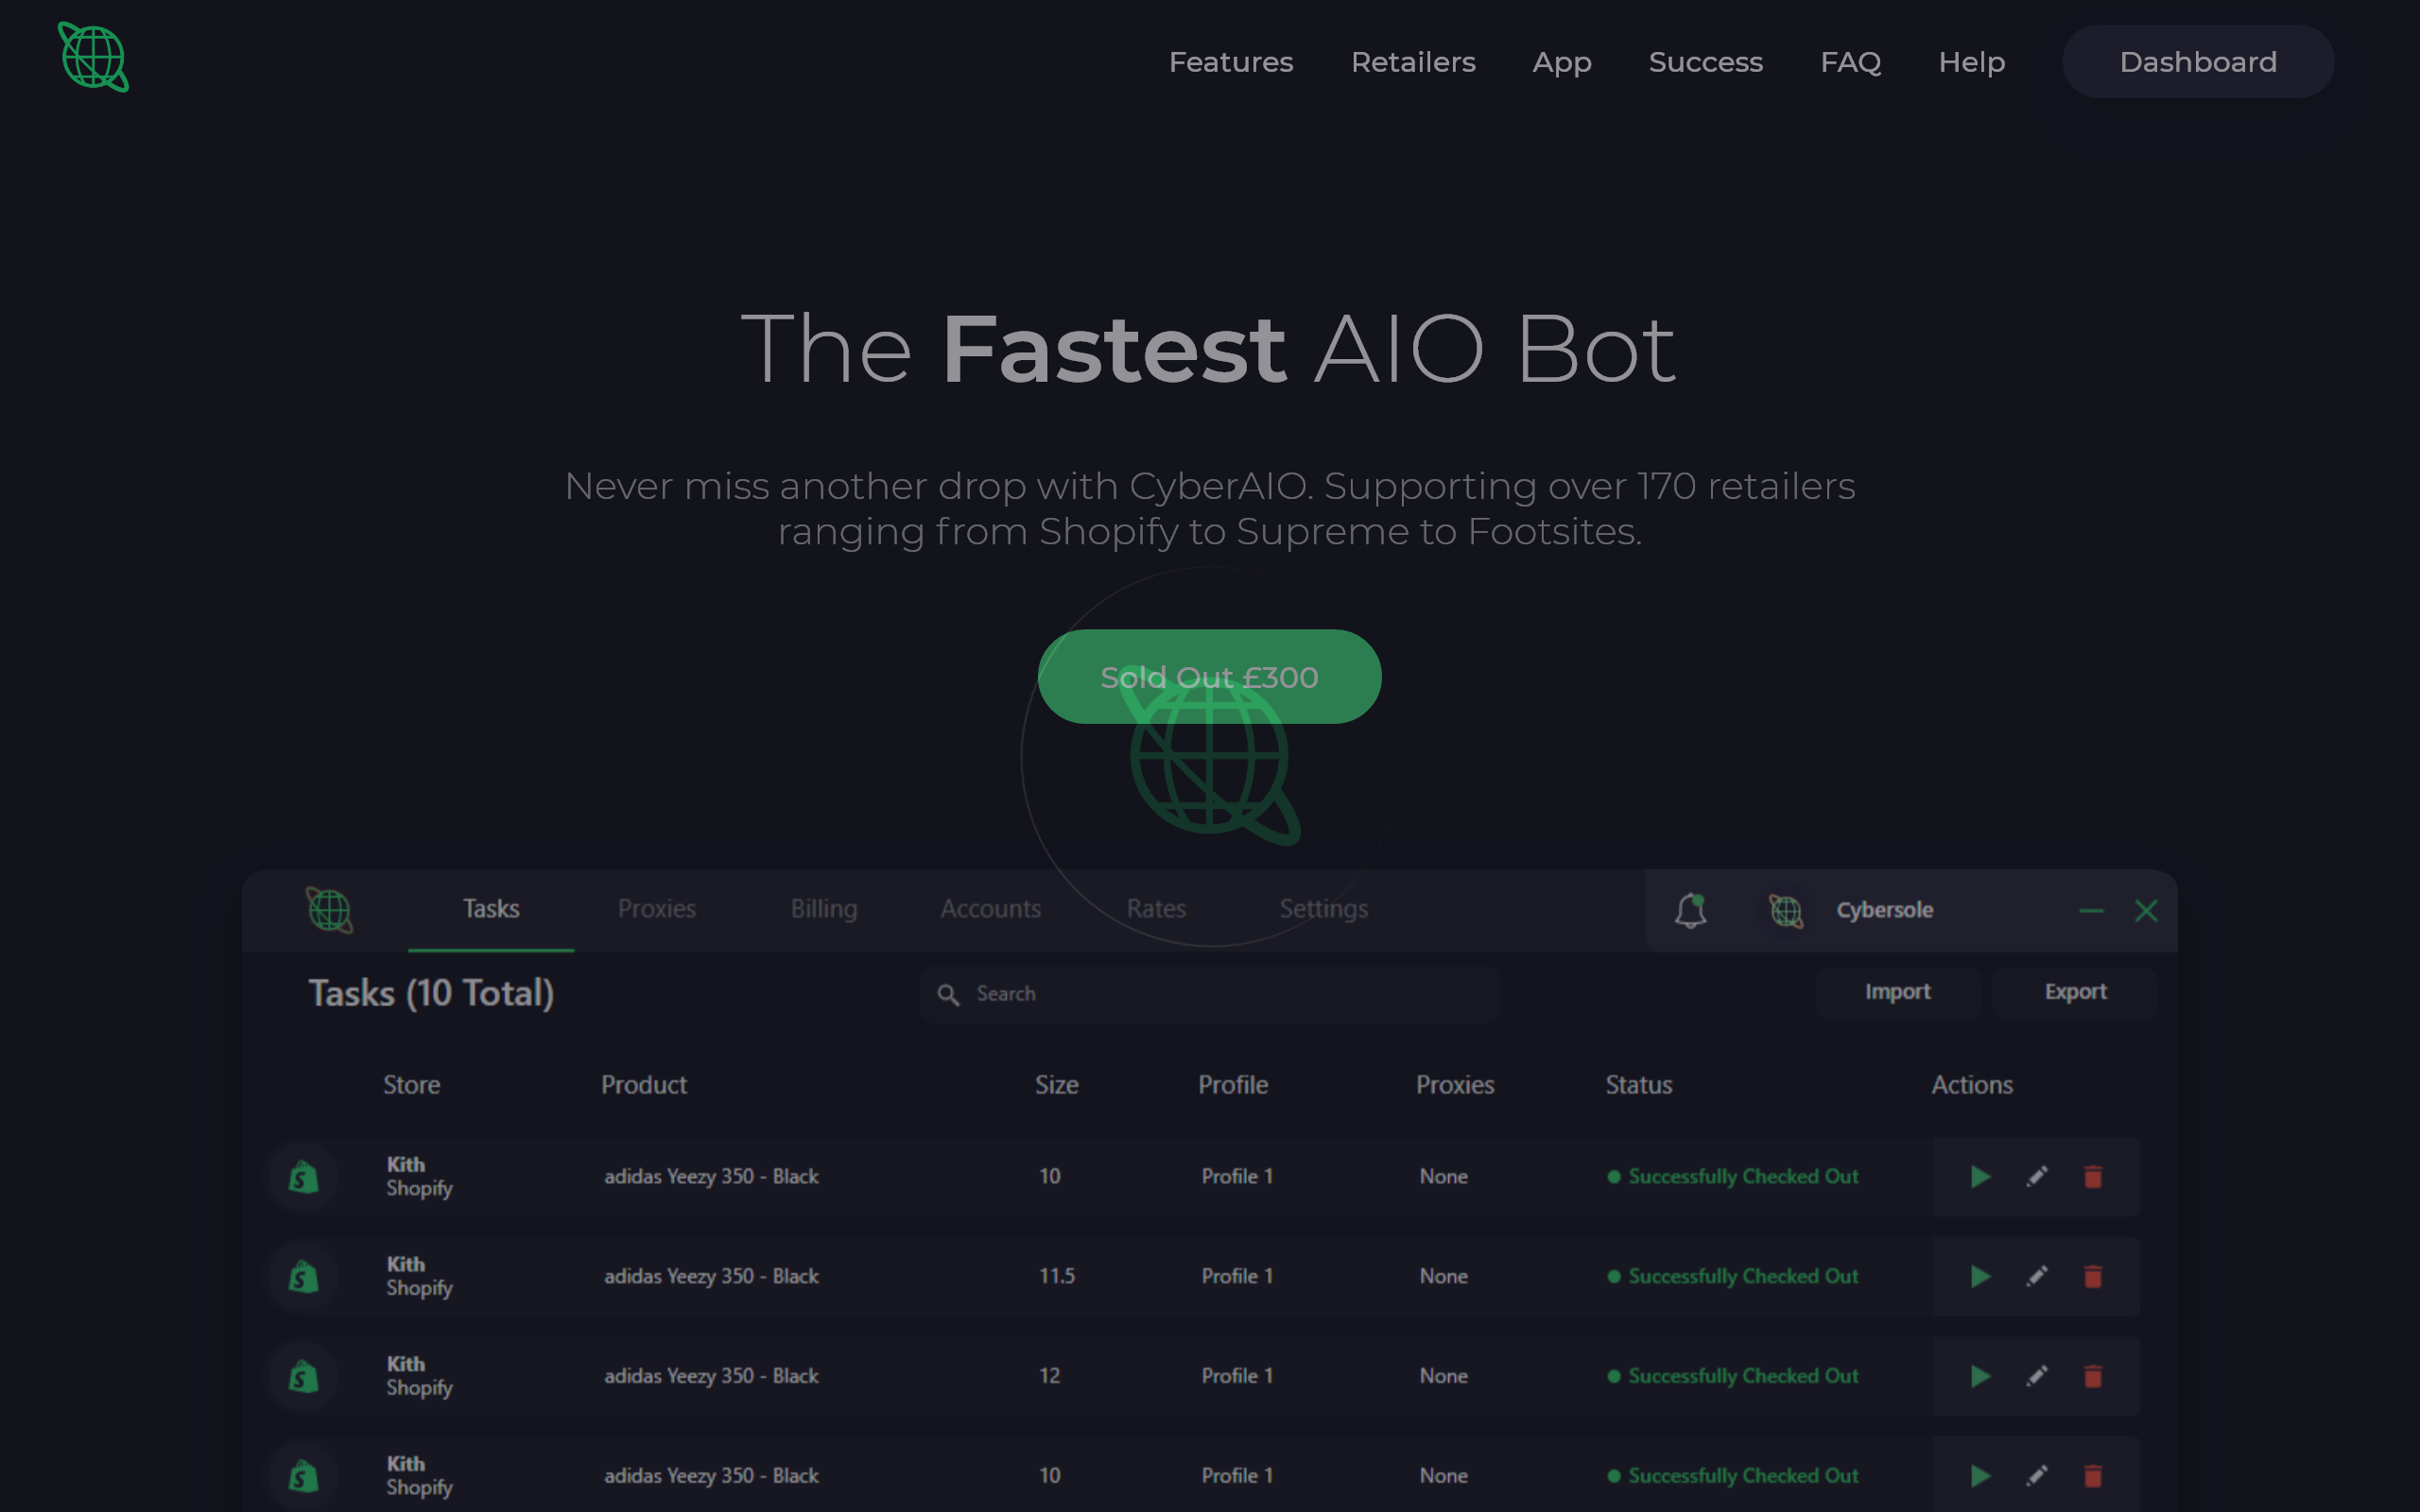 Features Retailers App Success FAQ Help Dashboard
The Fastest AIO Bot
Never miss another drop with CyberAIO. Supporting over 170 retailers
ranging from Shopify to Supreme to Footsites.
Sold Out £300
Tasks Proxies Billing Accounts Rates Settings Cybersole
Tasks (10 Total) Search Import Export
Store Product Size Profile Proxies Status Actions
Kith
Shopify adidas Yeezy 350 - Black 10 Profile 1 None Successfully Checked Out
Kith
Shopify adidas Yeezy 350 - Black 11.5 Profile 1 None Successfully Checked Out
Kith
Shopify adidas Yeezy 350 - Black 12 Profile 1 None Successfully Checked Out
Kith
Shopify adidas Yeezy 350 - Black 10 Profile 1 None Successfully Checked Out